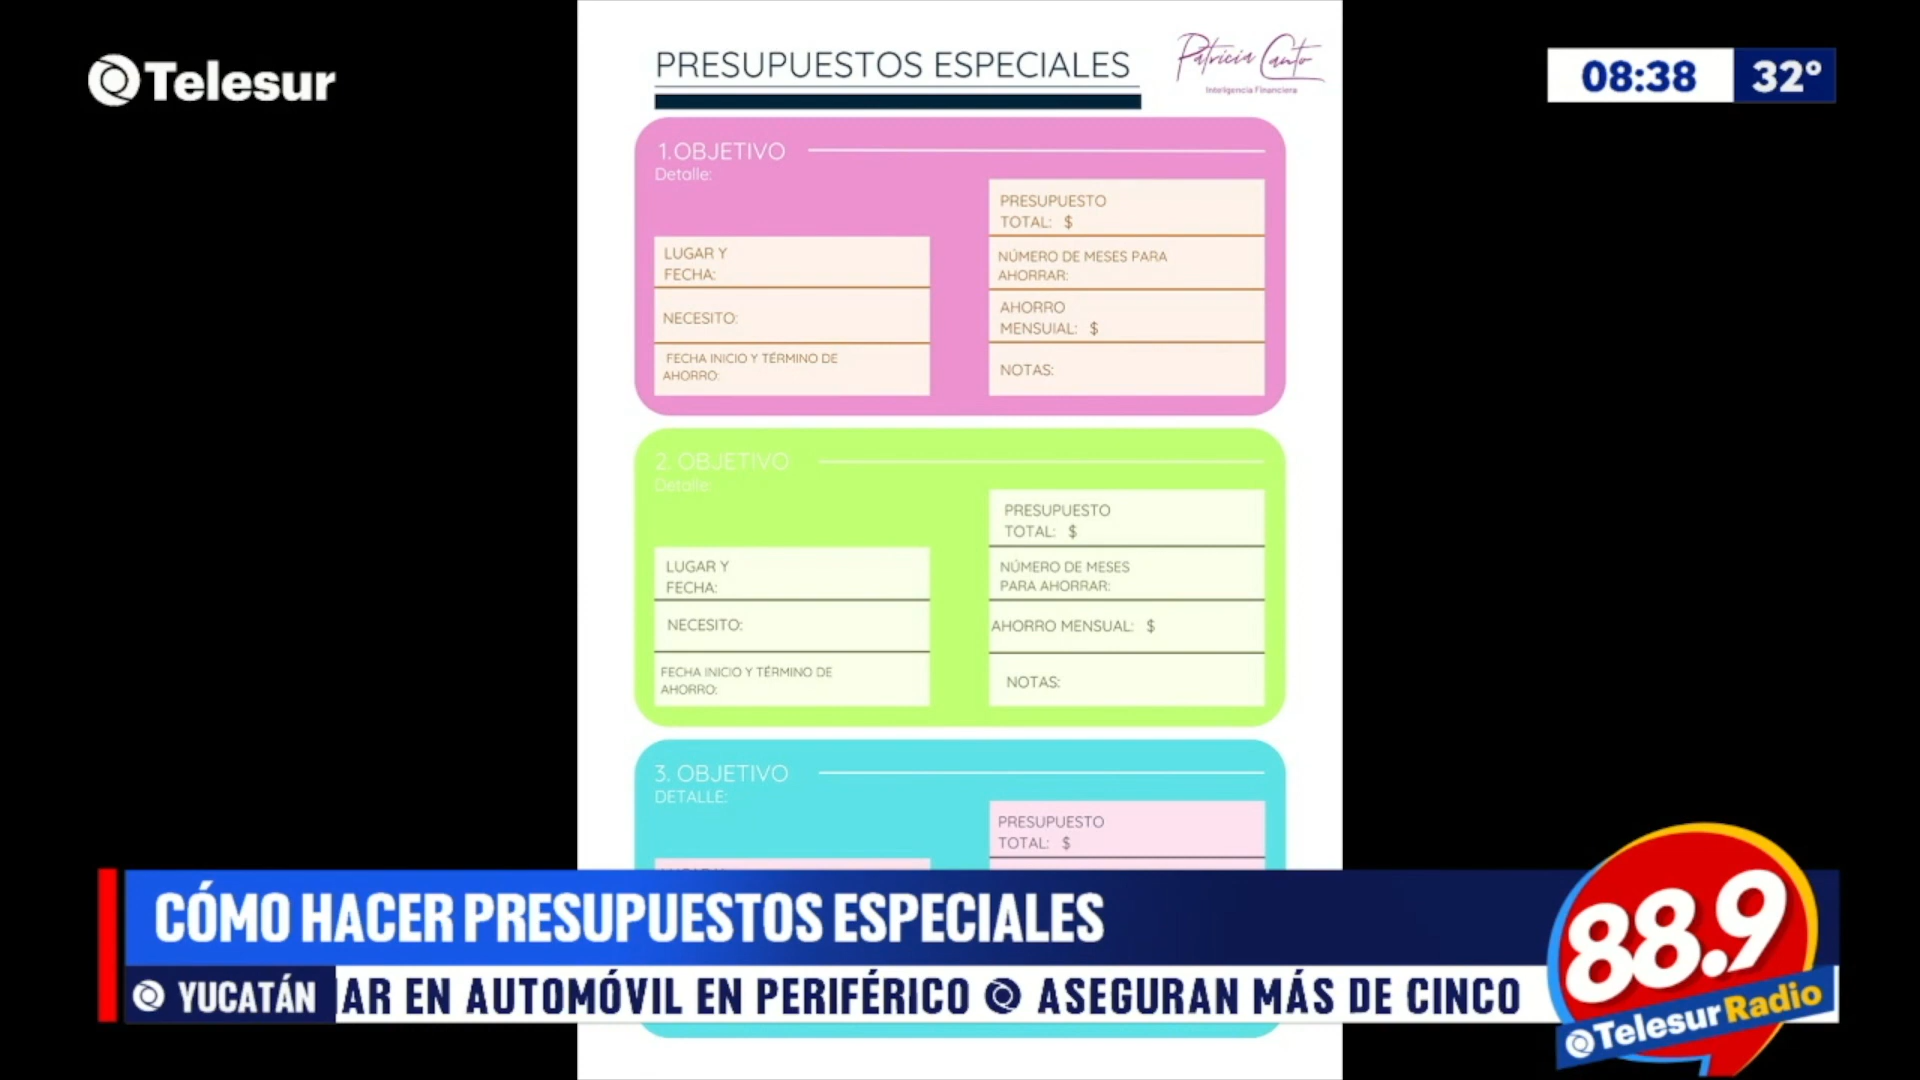 Telesur
08:38 32°
PRESUPUESTOS ESPECIALES
Patricia Canto
Inteligencia Financiera
1.OBJETIVO
Detalle:
LUGAR Y
FECHA:
NECESITO:
FECHA INICIO Y TÉRMINO DE
AHORRO:
PRESUPUESTO
TOTAL: $
NÚMERO DE MESES PARA
AHORRAR:
AHORRO
MENSUIAL: $
NOTAS:
2. OBJETIVO
Detalle:
LUGAR Y
FECHA:
NECESITO:
FECHA INICIO Y TÉRMINO DE
AHORRO:
PRESUPUESTO
TOTAL: $
NÚMERO DE MESES
PARA AHORRAR:
AHORRO MENSUAL: $
NOTAS:
3. OBJETIVO
DETALLE:
PRESUPUESTO
TOTAL: $
CÓMO HACER PRESUPUESTOS ESPECIALES
YUCATÁN AR EN AUTOMÓVIL EN PERIFÉRICO ASEGURAN MÁS DE CINCO
88.9
Telesur Radio